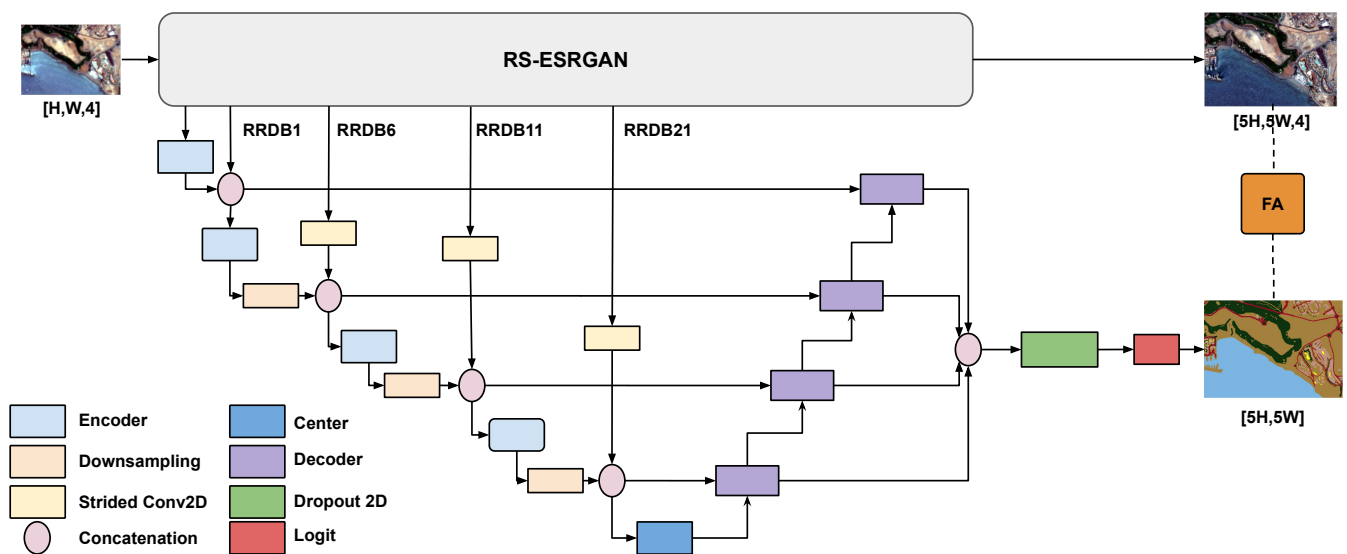 RS-ESRGAN
[H,W,4]
[5H,5W,4]
RRDB1
RRDB6
RRDB11
RRDB21
FA
[5H,5W]
Encoder
Center
Downsampling
Decoder
Strided Conv2D
Dropout 2D
Concatenation
Logit